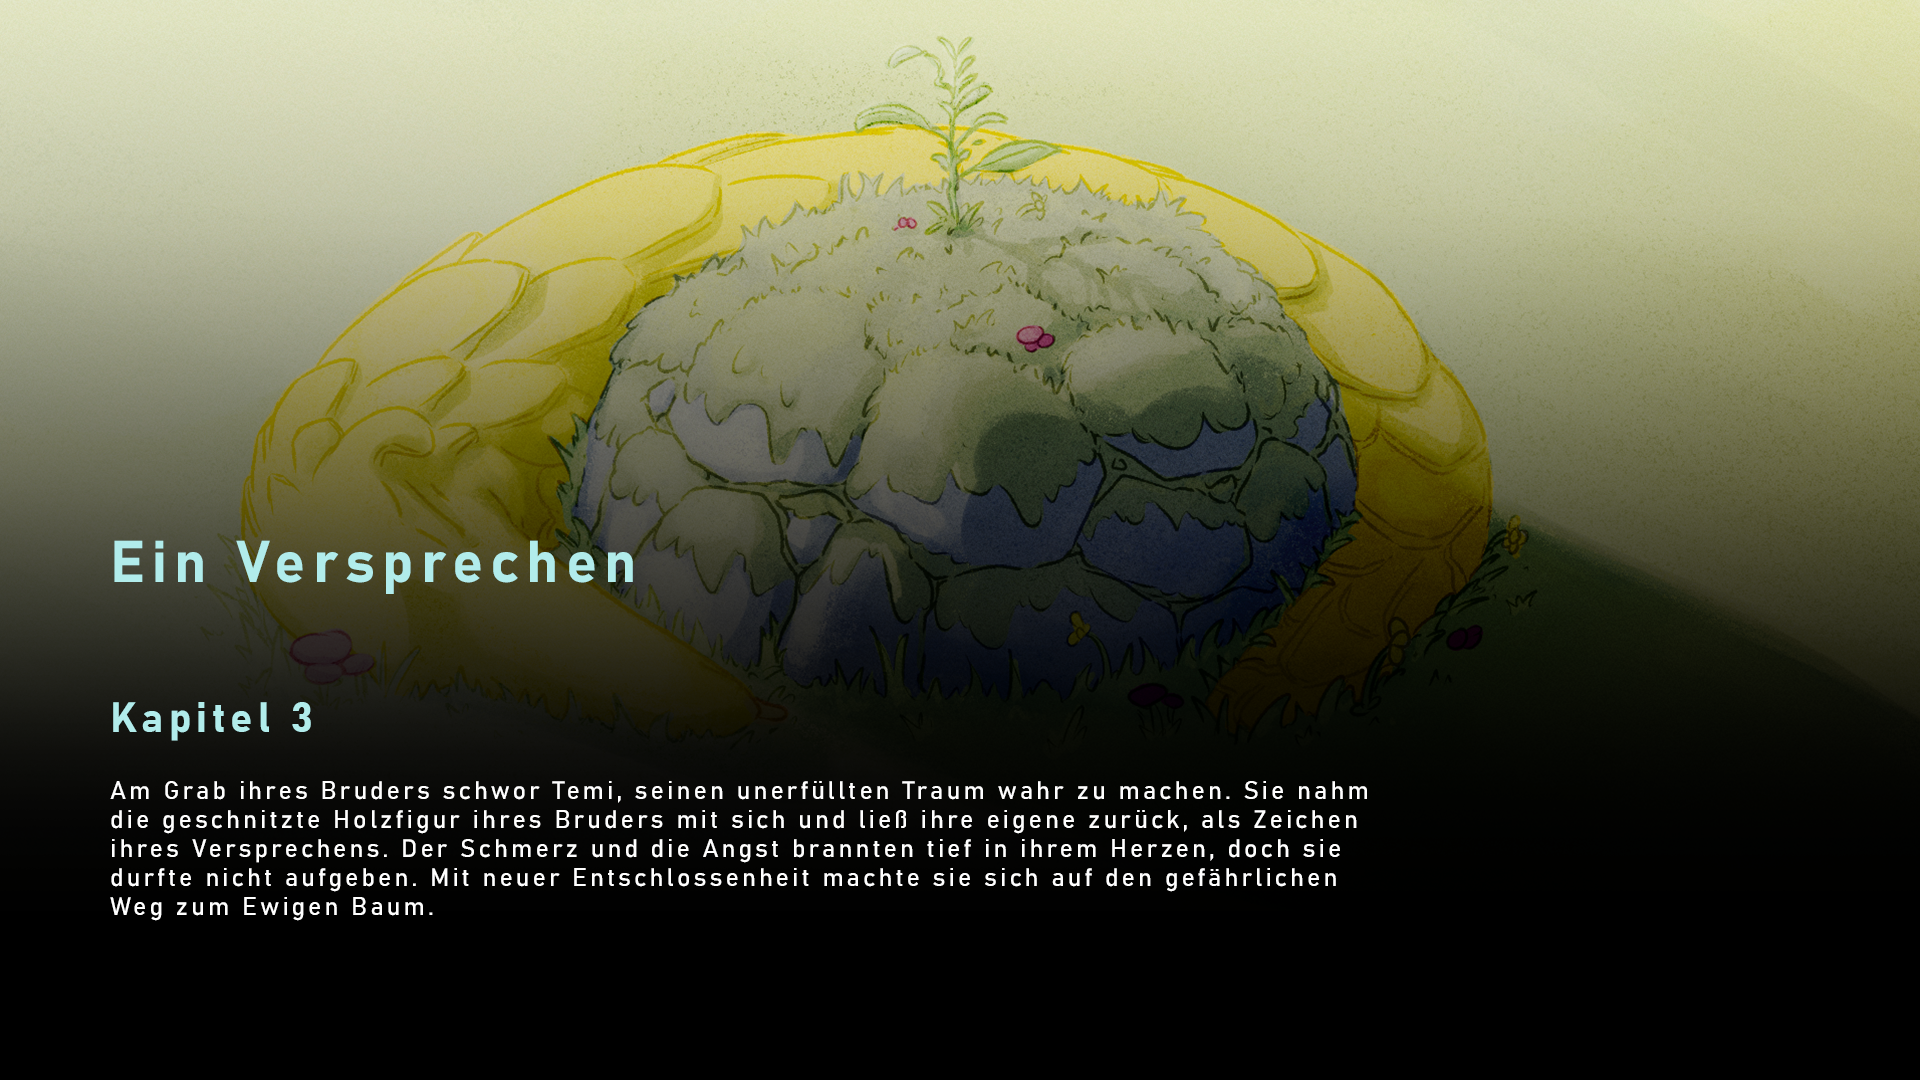 Ein Versprechen
Kapitel 3
Am Grab ihres Bruders schwor Temi, seinen unerfüllten Traum wahr zu machen. Sie nahm
die geschnitzte Holzfigur ihres Bruders mit sich und ließ ihre eigene zurück, als Zeichen
ihres Versprechens. Der Schmerz und die Angst brannten tief in ihrem Herzen, doch sie
durfte nicht aufgeben. Mit neuer Entschlossenheit machte sie sich auf den gefährlichen
Weg zum Ewigen Baum.